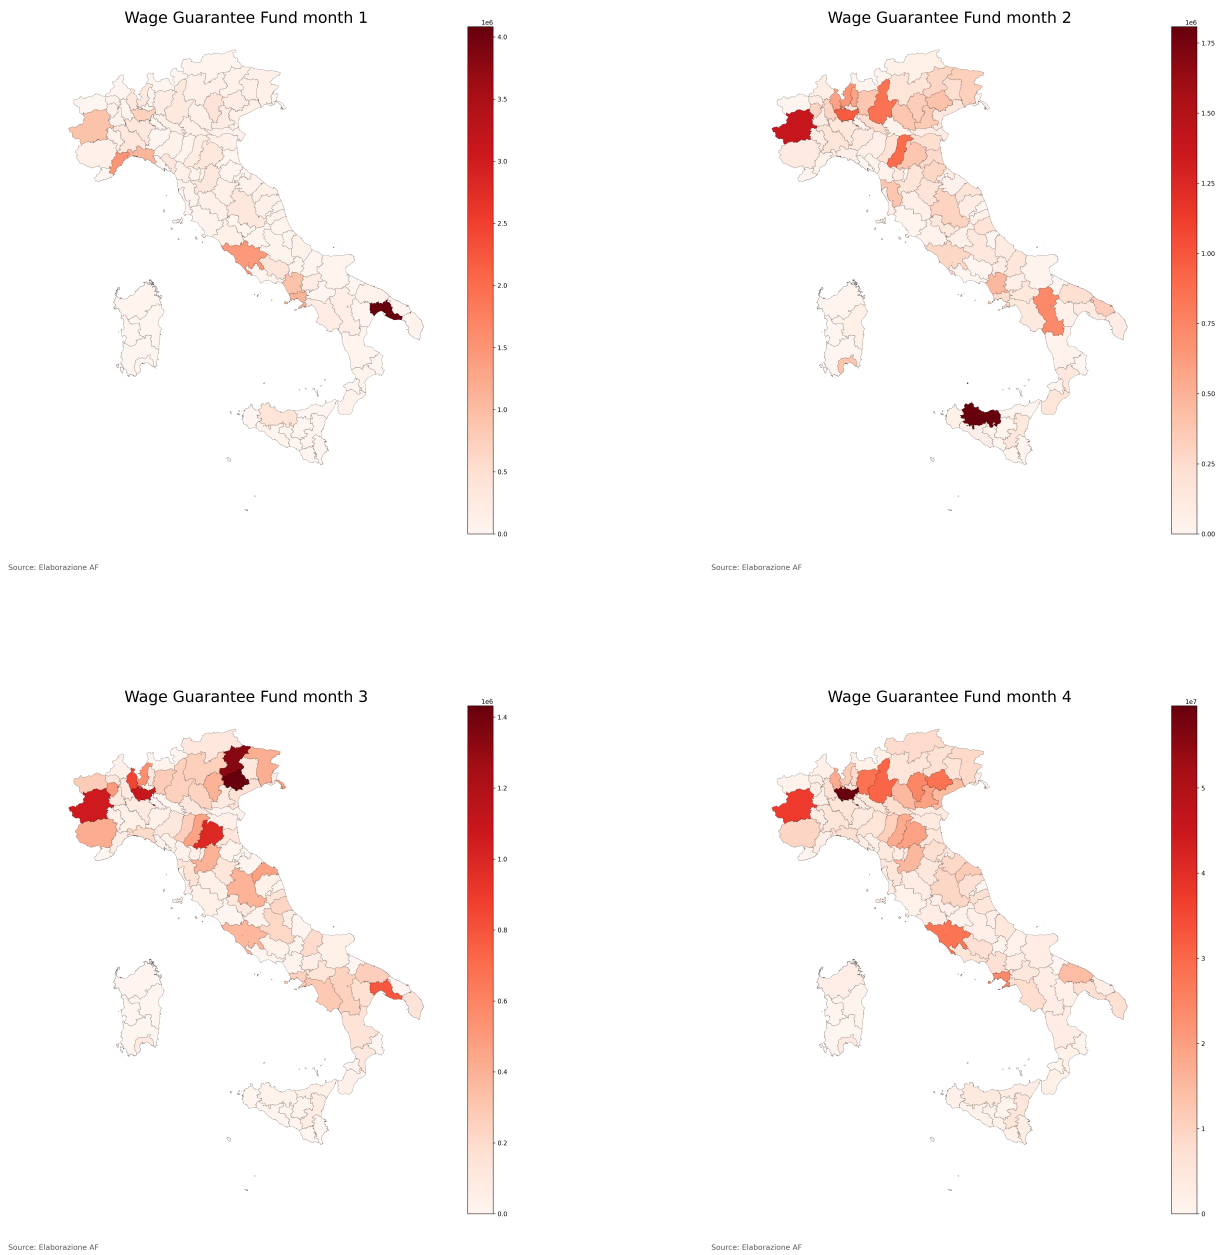 Wage Guarantee Fund month 1
1e6
4.0
3.5
3.0
2.5
2.0
1.5
1.0
0.5
0.0
Source: Elaborazione AF
Wage Guarantee Fund month 2
1e6
1.75
1.50
1.25
1.00
0.75
0.50
0.25
0.00
Source: Elaborazione AF
Wage Guarantee Fund month 3
1e6
1.4
1.2
1.0
0.8
0.6
0.4
0.2
0.0
Source: Elaborazione AF
Wage Guarantee Fund month 4
1e7
5
4
3
2
1
0
Source: Elaborazione AF